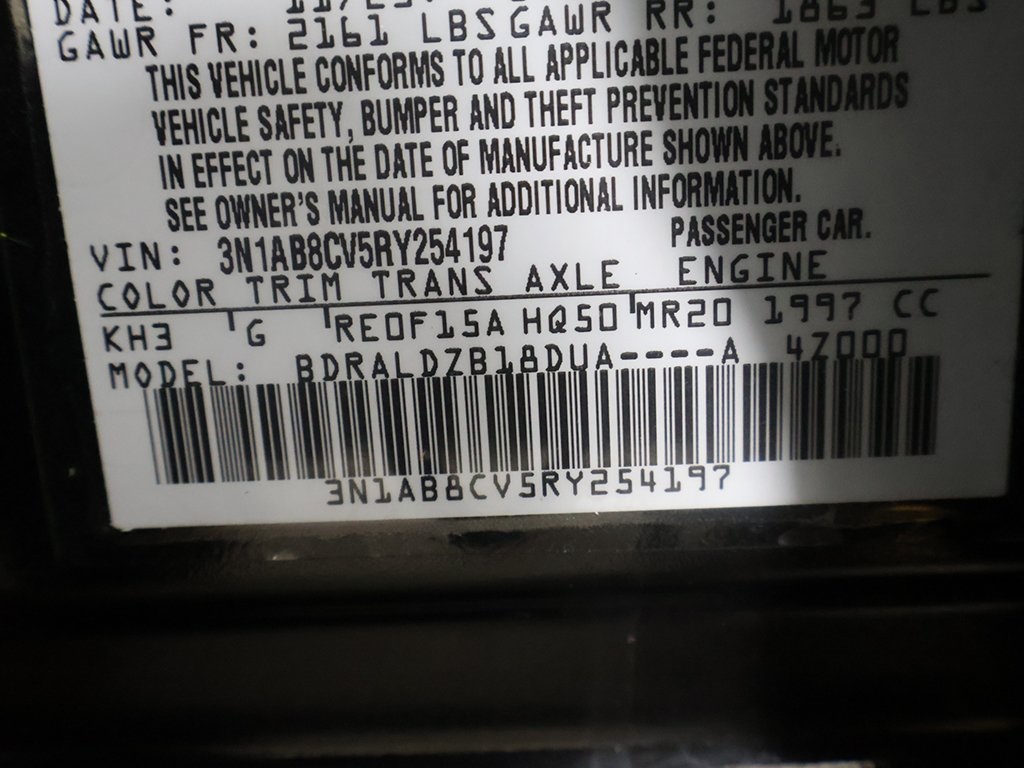 DATE: 11/23
GAWR FR: 2161 LBS GAWR RR: 1863 LBS
THIS VEHICLE CONFORMS TO ALL APPLICABLE FEDERAL MOTOR
VEHICLE SAFETY, BUMPER AND THEFT PREVENTION STANDARDS
IN EFFECT ON THE DATE OF MANUFACTURE SHOWN ABOVE.
SEE OWNER'S MANUAL FOR ADDITIONAL INFORMATION.
VIN: 3N1AB8CV5RY254197 PASSENGER CAR.
COLOR TRIM TRANS AXLE ENGINE
KH3 G RE0F15A HQ50 MR20 1997 CC
MODEL: BDRALDZB18DUA----A 4Z000
3N1AB8CV5RY254197